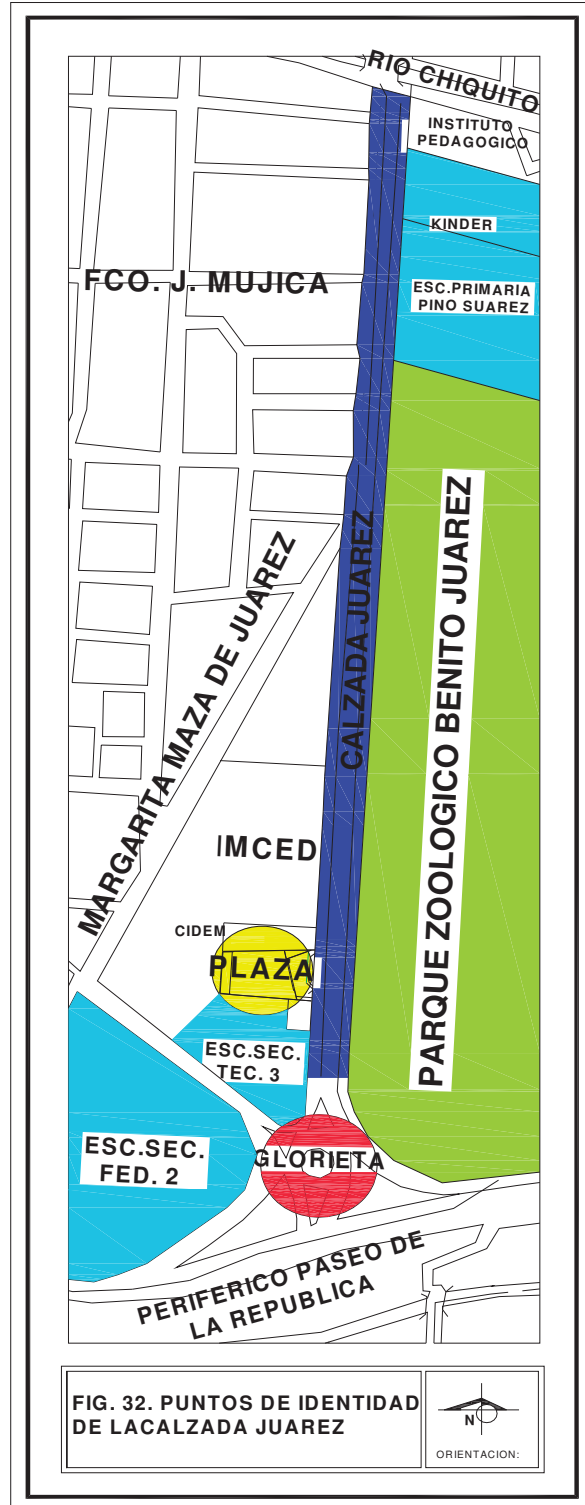 RIO CHIQUITO
INSTITUTO
PEDAGOGICO
KINDER
FCO. J. MUJICA
ESC.PRIMARIA
PINO SUAREZ
MARGARITA MAZA DE JUAREZ
CALZADA JUAREZ
PARQUE ZOOLOGICO BENITO JUAREZ
IMCED
CIDEM
PLAZA
ESC.SEC.
TEC. 3
ESC.SEC.
FED. 2
GLORIETA
PERIFERICO PASEO DE
LA REPUBLICA
FIG. 32. PUNTOS DE IDENTIDAD
DE LACALZADA JUAREZ
N
ORIENTACION: